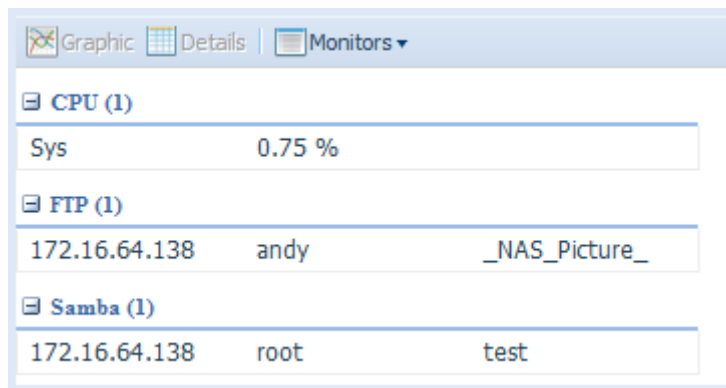 Graphic Details Monitors
CPU (1)
Sys 0.75 %
FTP (1)
172.16.64.138 andy _NAS_Picture_
Samba (1)
172.16.64.138 root test